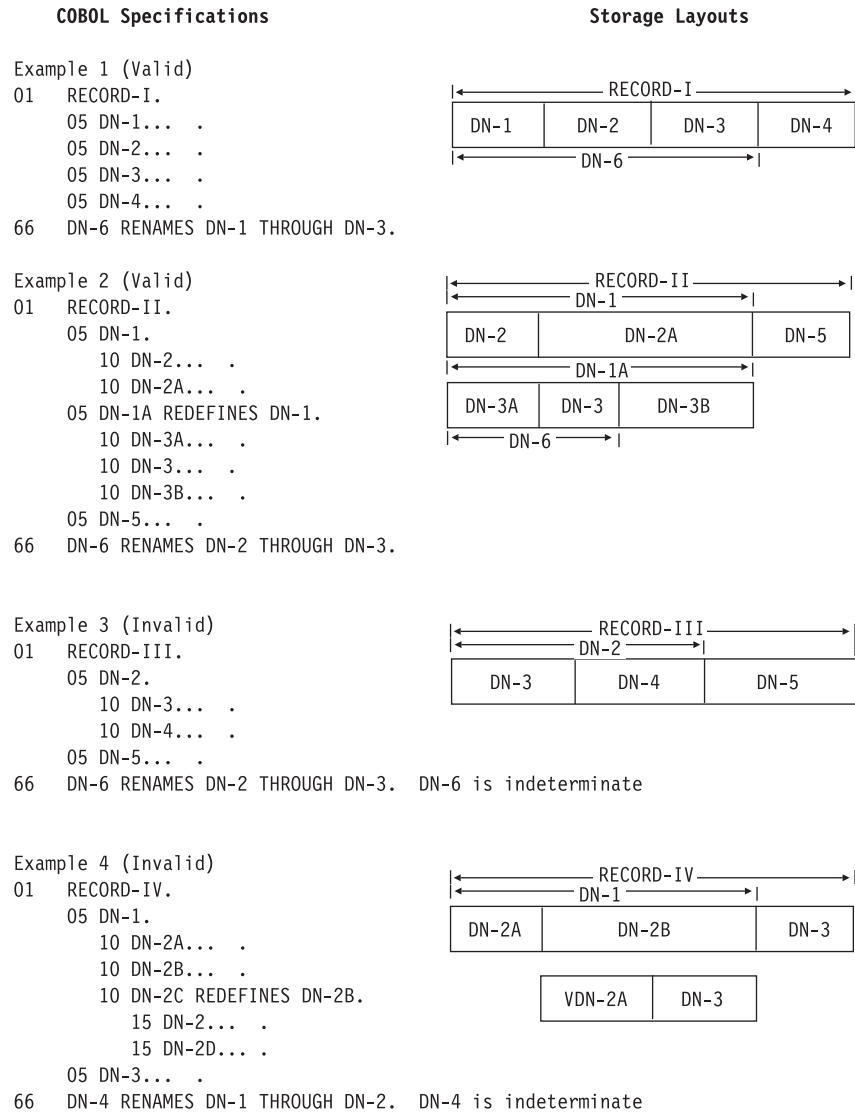 COBOL Specifications Storage Layouts
Example 1 (Valid)
01 RECORD-I.
05 DN-1... .
05 DN-2... .
05 DN-3... .
05 DN-4... .
66 DN-6 RENAMES DN-1 THROUGH DN-3.
RECORD-I
DN-1 DN-2 DN-3 DN-4
DN-6
Example 2 (Valid)
01 RECORD-II.
05 DN-1.
10 DN-2... .
10 DN-2A... .
05 DN-1A REDEFINES DN-1.
10 DN-3A... .
10 DN-3... .
10 DN-3B... .
05 DN-5... .
66 DN-6 RENAMES DN-2 THROUGH DN-3.
RECORD-II
DN-1
DN-2 DN-2A DN-5
DN-1A
DN-3A DN-3 DN-3B
DN-6
Example 3 (Invalid)
01 RECORD-III.
05 DN-2.
10 DN-3... .
10 DN-4... .
05 DN-5... .
66 DN-6 RENAMES DN-2 THROUGH DN-3. DN-6 is indeterminate
RECORD-III
DN-2
DN-3 DN-4 DN-5
Example 4 (Invalid)
01 RECORD-IV.
05 DN-1.
10 DN-2A... .
10 DN-2B... .
10 DN-2C REDEFINES DN-2B.
15 DN-2... .
15 DN-2D... .
05 DN-3... .
66 DN-4 RENAMES DN-1 THROUGH DN-2. DN-4 is indeterminate
RECORD-IV
DN-1
DN-2A DN-2B DN-3
VDN-2A DN-3